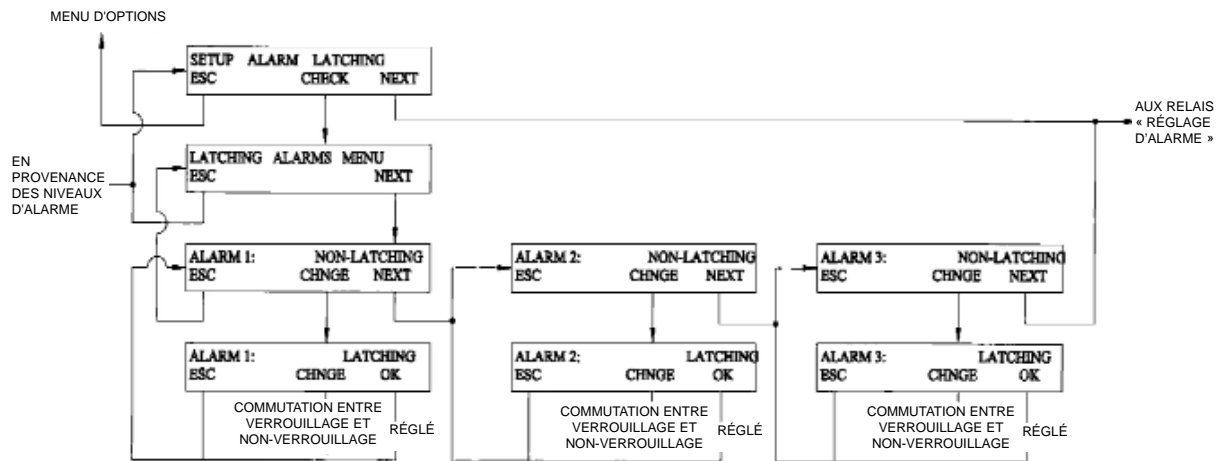 MENU D'OPTIONS
SETUP ALARM LATCHING
ESC CHECK NEXT
AUX RELAIS
« RÉGLAGE
D'ALARME »
LATCHING ALARMS MENU
ESC NEXT
EN
PROVENANCE
DES NIVEAUX
D'ALARME
ALARM 1: NON-LATCHING
ESC CHNGE NEXT
ALARM 2: NON-LATCHING
ESC CHNGE NEXT
ALARM 3: NON-LATCHING
ESC CHNGE NEXT
ALARM 1: LATCHING
ESC CHNGE OK
ALARM 2: LATCHING
ESC CHNGE OK
ALARM 3: LATCHING
ESC CHNGE OK
COMMUTATION ENTRE
VERROUILLAGE ET
NON-VERROUILLAGE
RÉGLÉ
COMMUTATION ENTRE
VERROUILLAGE ET
NON-VERROUILLAGE
RÉGLÉ
COMMUTATION ENTRE
VERROUILLAGE ET
NON-VERROUILLAGE
RÉGLÉ